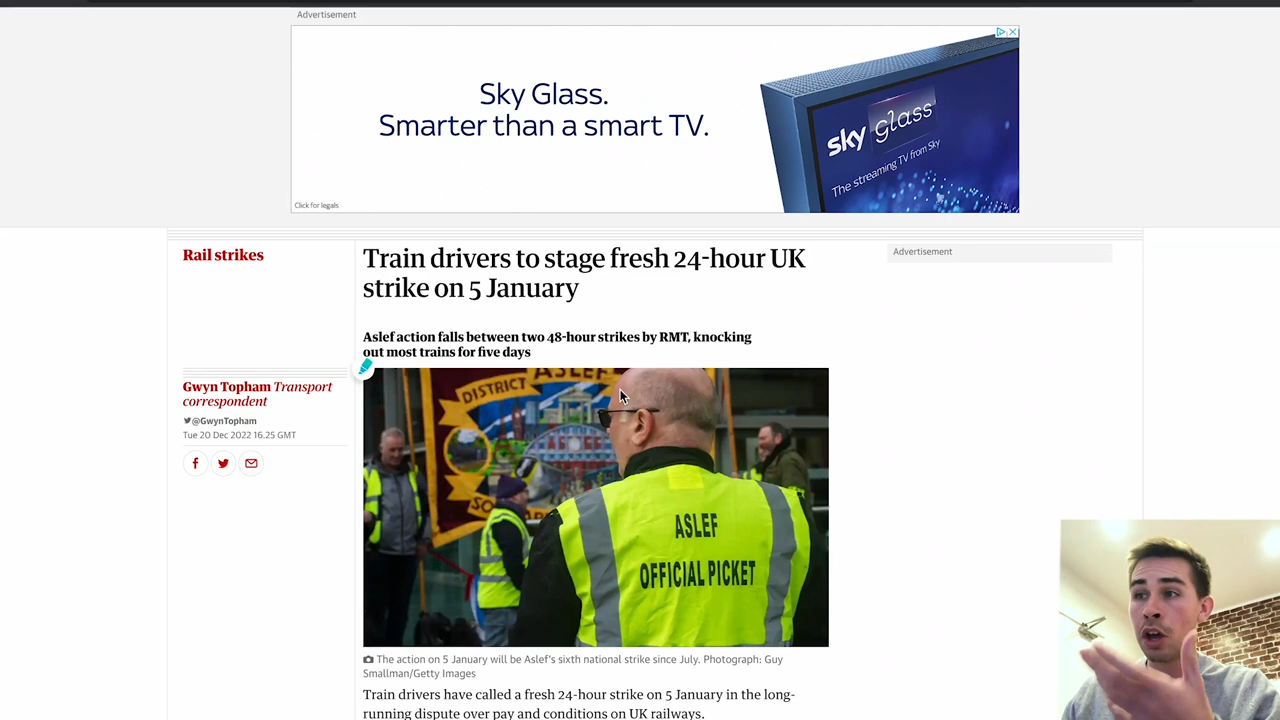 Advertisement
Sky Glass.
Smarter than a smart TV.
sky glass
The streaming TV from Sky
Click for legals
Rail strikes
Train drivers to stage fresh 24-hour UK
strike on 5 January
Advertisement
Aslef action falls between two 48-hour strikes by RMT, knocking
out most trains for five days
Gwyn Topham Transport
correspondent
@GwynTopham
Tue 20 Dec 2022 16.25 GMT
DISTRICT
ASLEF
ASLEF
OFFICIAL PICKET
The action on 5 January will be Aslef's sixth national strike since July. Photograph: Guy
Smallman/Getty Images
Train drivers have called a fresh 24-hour strike on 5 January in the long-
running dispute over pay and conditions on UK railways.